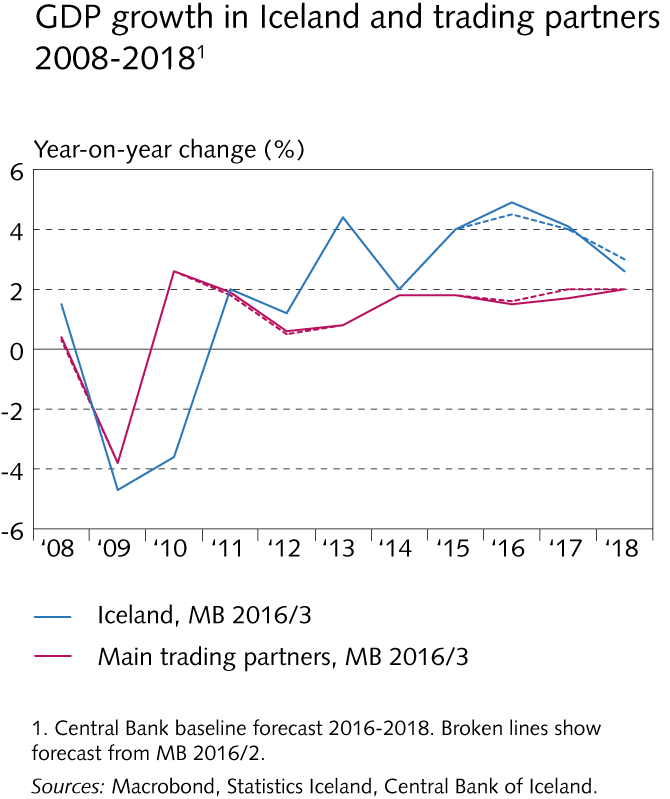 GDP growth in Iceland and trading partners
2008-2018¹
Year-on-year change (%)
6
4
2
0
-2
-4
-6
‘08 ‘09 ‘10 ‘11 ‘12 ‘13 ‘14 ‘15 ‘16 ‘17 ‘18
Iceland, MB 2016/3
Main trading partners, MB 2016/3
1. Central Bank baseline forecast 2016-2018. Broken lines show
forecast from MB 2016/2.
Sources: Macrobond, Statistics Iceland, Central Bank of Iceland.